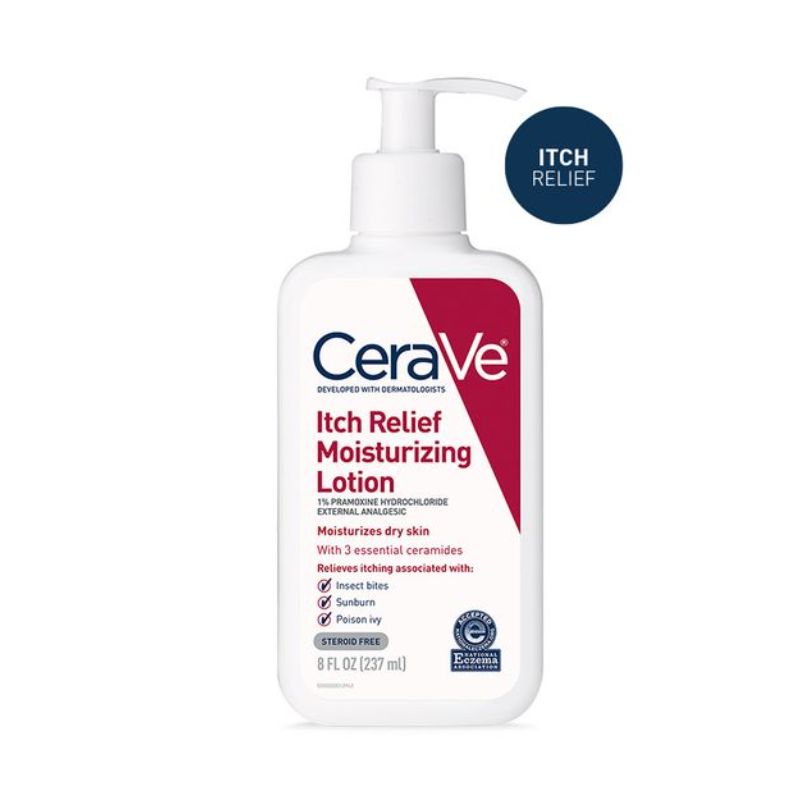 ITCH
RELIEF
CeraVe®
DEVELOPED WITH DERMATOLOGISTS
Itch Relief
Moisturizing
Lotion
1% PRAMOXINE HYDROCHLORIDE
EXTERNAL ANALGESIC
Moisturizes dry skin
With 3 essential ceramides
Relieves itching associated with:
Insect bites
Sunburn
Poison ivy
STEROID FREE
8 FL OZ (237 ml)
ACCEPTED
NATIONAL
Eczema
ASSOCIATION